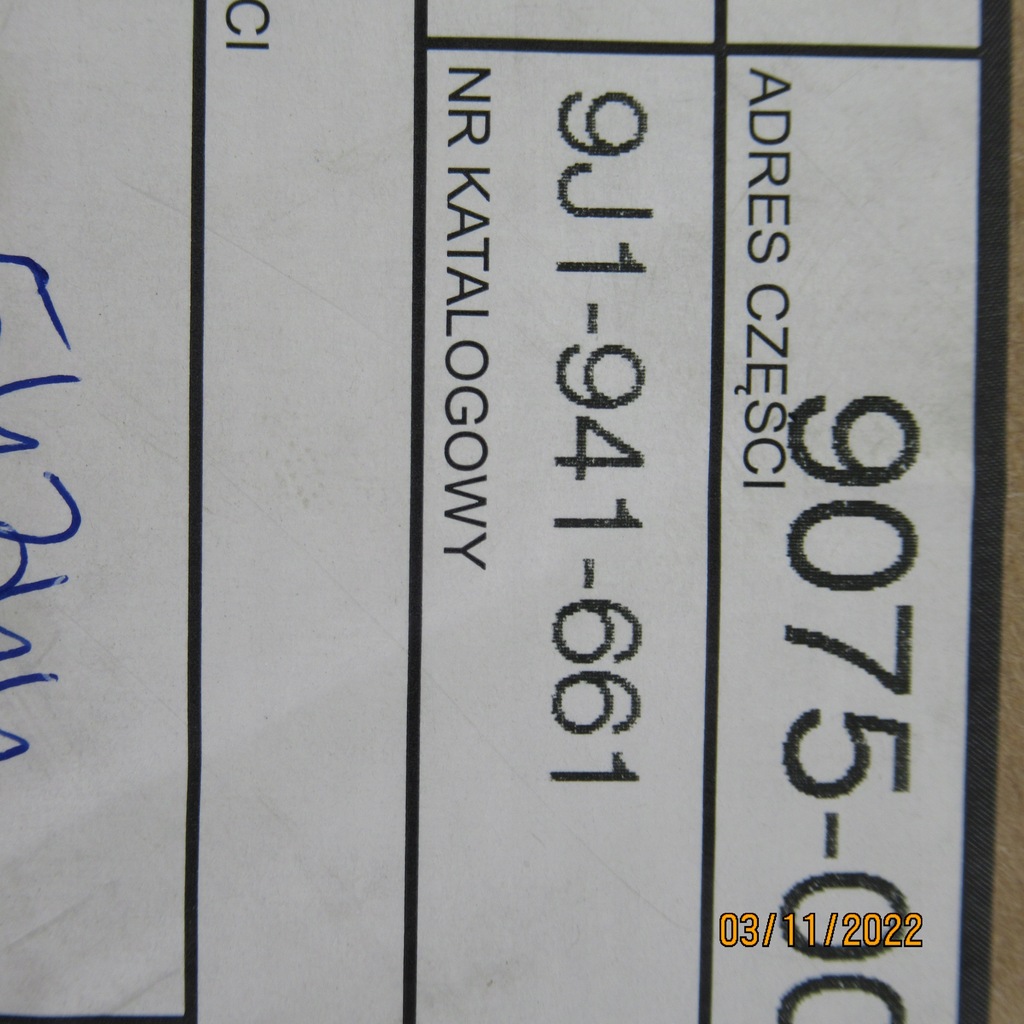 ADRES CZĘŚCI
9075-00
NR KATALOGOWY
9J1-941-661
CI
03/11/2022